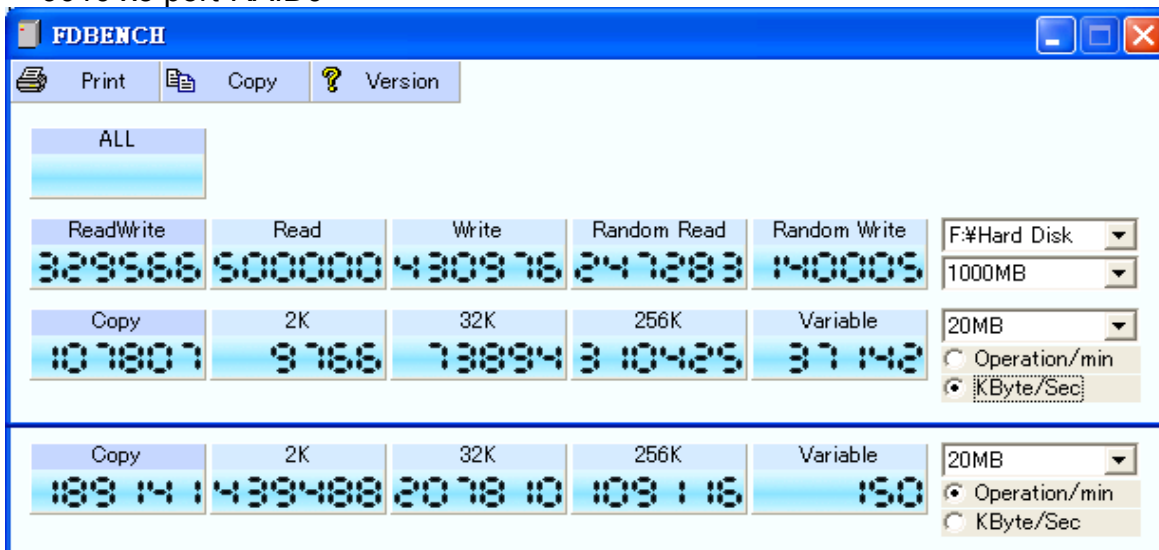 FDBENCH
Print Copy Version
ALL
ReadWrite Read Write Random Read Random Write F:¥Hard Disk
329566 500000 430976 247283 140005 1000MB
Copy 2K 32K 256K Variable 20MB
107807 9766 73894 310425 37142 Operation/min
KByte/Sec
Copy 2K 32K 256K Variable 20MB
189141 439488 207810 109116 150 Operation/min
KByte/Sec